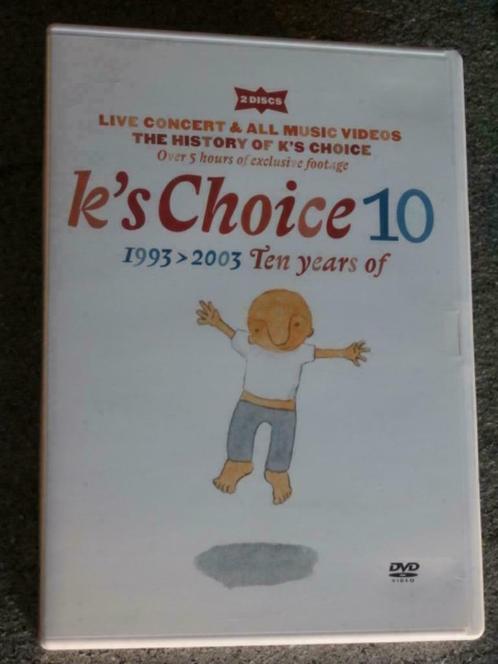 2 DISCS
LIVE CONCERT & ALL MUSIC VIDEOS
THE HISTORY OF K'S CHOICE
Over 5 hours of exclusive footage
k's Choice 10
1993 > 2003 Ten years of
DVD
VIDEO